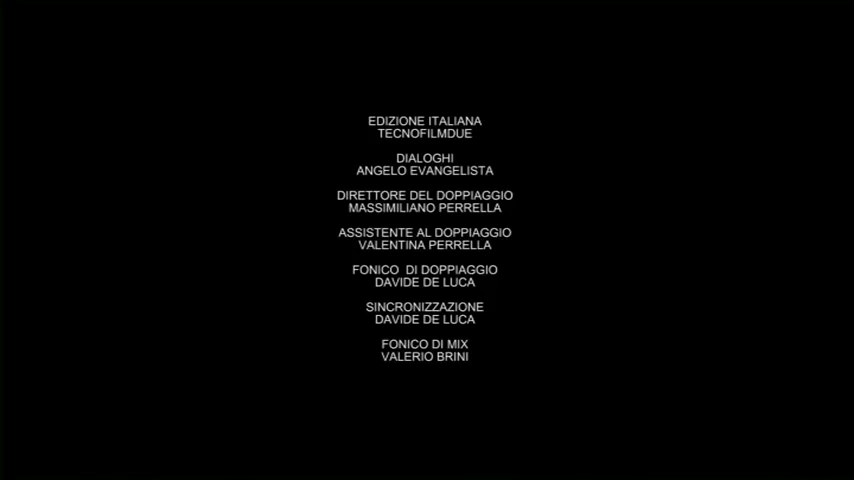 EDIZIONE ITALIANA
TECNOFILMDUE
DIALOGHI
ANGELO EVANGELISTA
DIRETTORE DEL DOPPIAGGIO
MASSIMILIANO PERRELLA
ASSISTENTE AL DOPPIAGGIO
VALENTINA PERRELLA
FONICO  DI DOPPIAGGIO
DAVIDE DE LUCA
SINCRONIZZAZIONE
DAVIDE DE LUCA
FONICO DI MIX
VALERIO BRINI